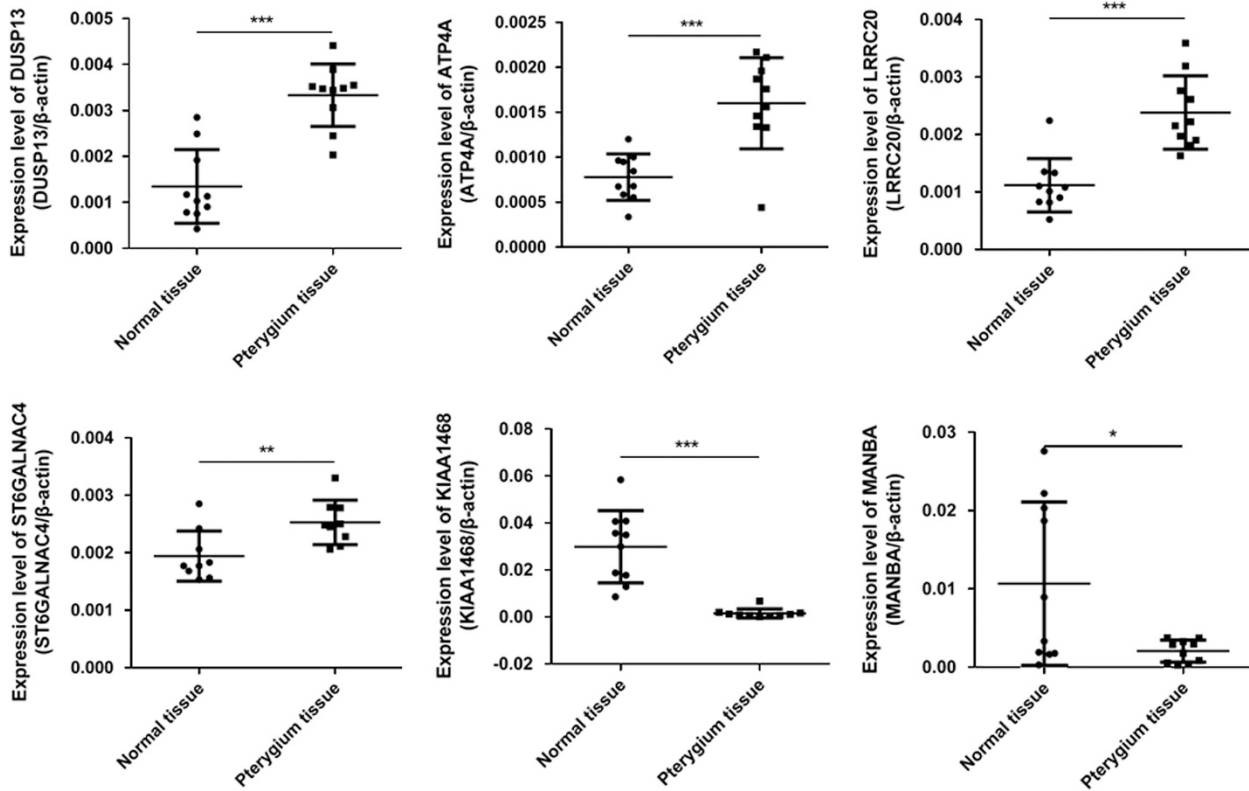 Expression level of DUSP13
(DUSP13/β-actin)
0.005
0.004
0.003
0.002
0.001
0.000
***
Normal tissue
Pterygium tissue
Expression level of ATP4A
(ATP4A/β-actin)
0.0025
0.0020
0.0015
0.0010
0.0005
0.0000
***
Normal tissue
Pterygium tissue
Expression level of LRRC20
(LRRC20/β-actin)
0.004
0.003
0.002
0.001
0.000
***
Normal tissue
Pterygium tissue
Expression level of ST6GALNAC4
(ST6GALNAC4/β-actin)
0.004
0.003
0.002
0.001
0.000
**
Normal tissue
Pterygium tissue
Expression level of KIAA1468
(KIAA1468/β-actin)
0.08
0.06
0.04
0.02
0.00
-0.02
***
Normal tissue
Pterygium tissue
Expression level of MANBA
(MANBA/β-actin)
0.03
0.02
0.01
0.00
*
Normal tissue
Pterygium tissue